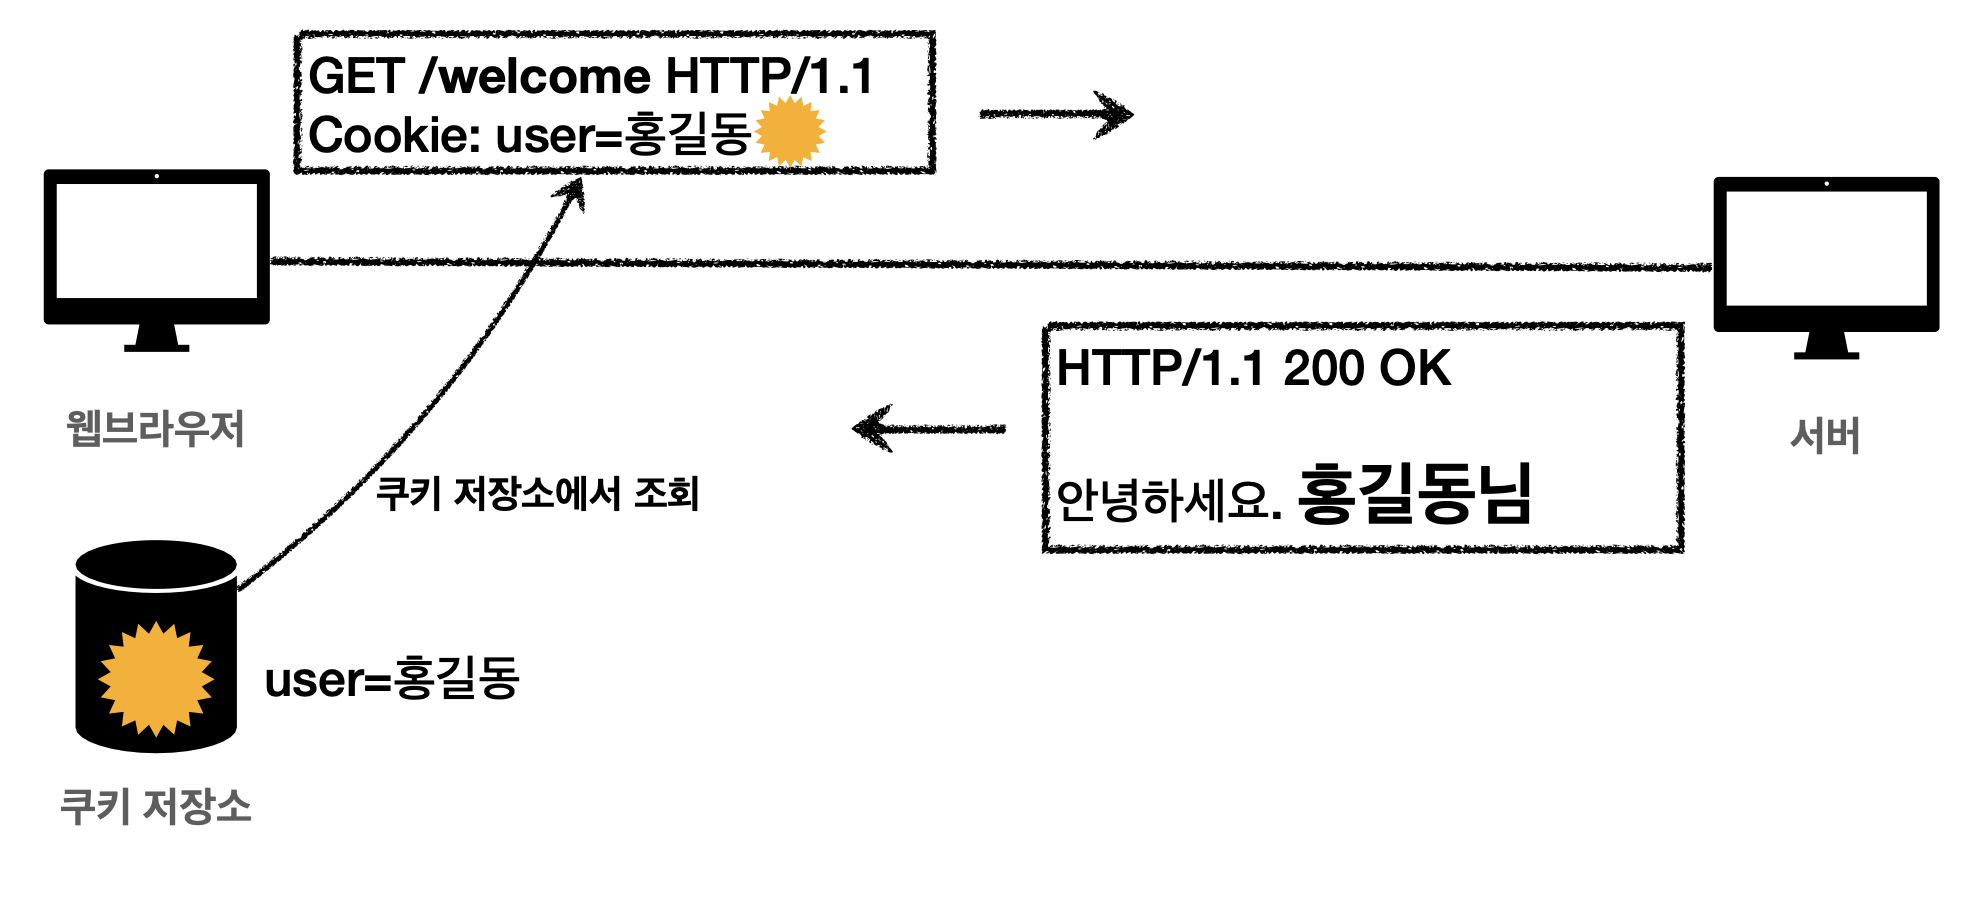 GET /welcome HTTP/1.1
Cookie: user=홍길동
웹브라우저
HTTP/1.1 200 OK
안녕하세요. 홍길동님
서버
쿠키 저장소에서 조회
user=홍길동
쿠키 저장소